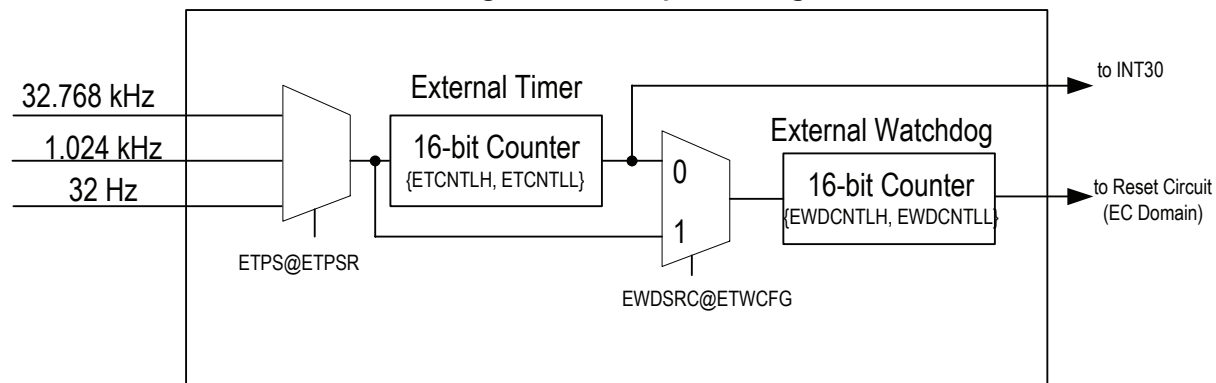 32.768 kHz
1.024 kHz
32 Hz
ETPS@ETPSR
External Timer
16-bit Counter
{ETCNTLH, ETCNTLL}
0
1
EWDSRC@ETWCFG
External Watchdog
16-bit Counter
{EWDCNTLH, EWDCNTLL}
to INT30
to Reset Circuit
(EC Domain)